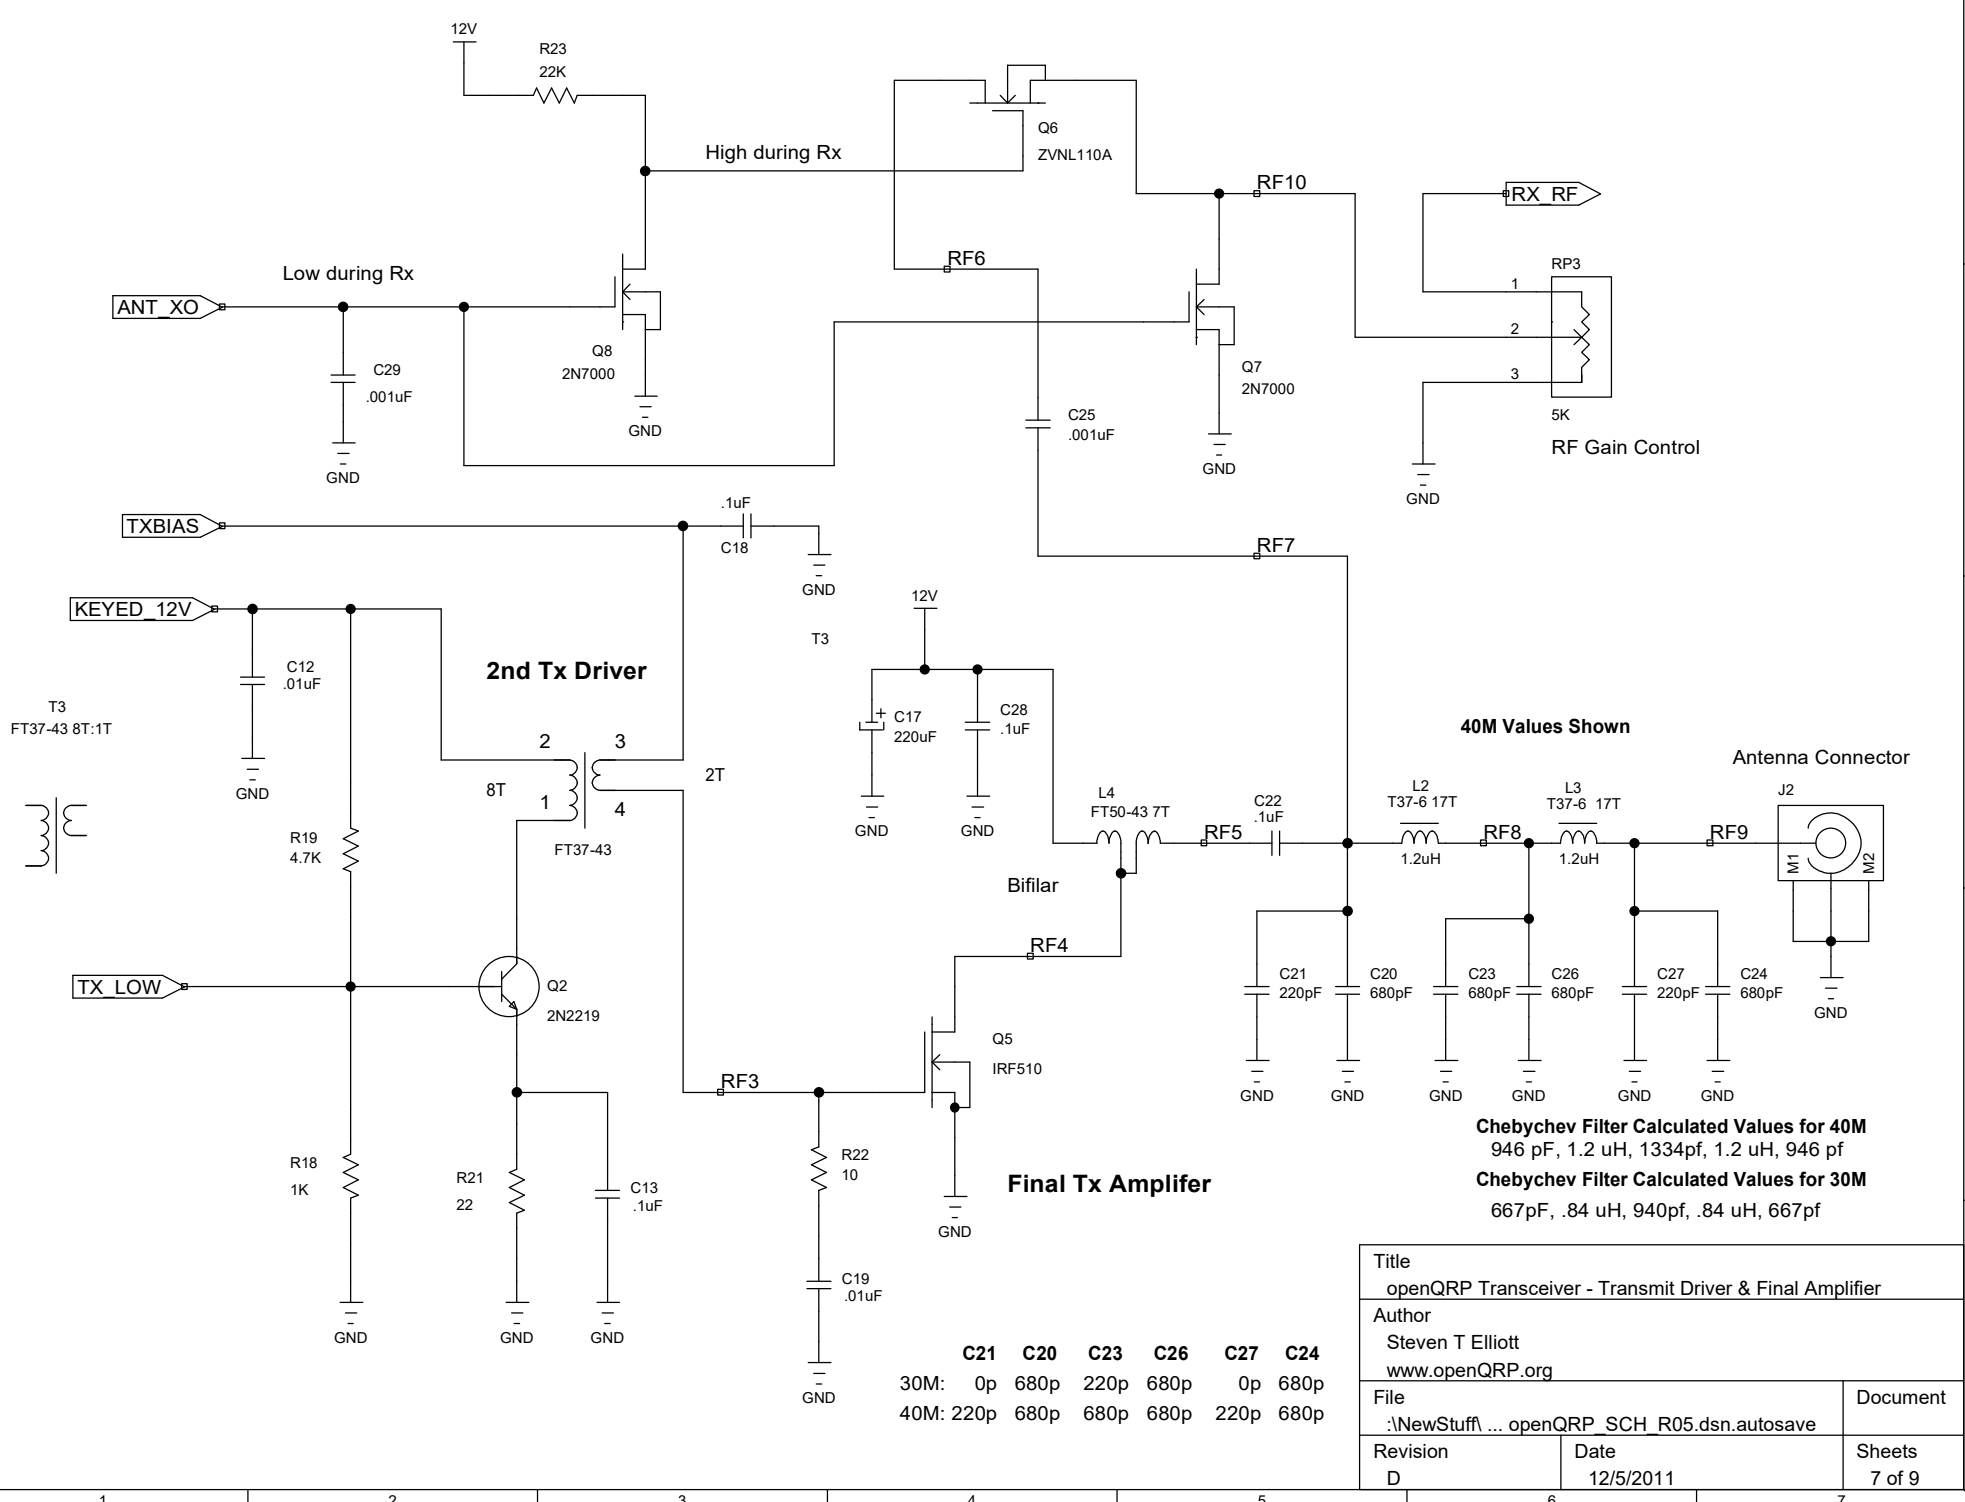 12V
R23
22K
Q6
ZVNL110A
High during Rx
RF10
RX_RF
Low during Rx
RF6
RP3
ANT_XO
1
2
3
Q8
2N7000
Q7
2N7000
C29
.001uF
C25
.001uF
5K
GND
RF Gain Control
GND
GND
GND
.1uF
TXBIAS
C18
RF7
GND
12V
KEYED_12V
T3
C12
.01uF
2nd Tx Driver
T3
FT37-43 8T:1T
C17
220uF
C28
.1uF
40M Values Shown
2
3
Antenna Connector
8T
2T
GND
1
4
L4
FT50-43 7T
C22
.1uF
L2
T37-6 17T
L3
T37-6 17T
J2
GND
GND
R19
4.7K
FT37-43
RF5
RF8
RF9
1.2uH
1.2uH
M1
M2
Bifilar
RF4
TX_LOW
Q2
2N2219
C21
220pF
C20
680pF
C23
680pF
C26
680pF
C27
220pF
C24
680pF
GND
Q5
IRF510
RF3
GND
GND
GND
GND
GND
GND
Chebychev Filter Calculated Values for 40M
946 pF, 1.2 uH, 1334pf, 1.2 uH, 946 pf
R18
1K
R21
22
C13
.1uF
R22
10
Final Tx Amplifer
Chebychev Filter Calculated Values for 30M
667pF, .84 uH, 940pf, .84 uH, 667pf
GND
C19
.01uF
GND
GND
GND
GND
C21 C20 C23 C26 C27 C24
30M: 0p 680p 220p 680p 0p 680p
40M: 220p 680p 680p 680p 220p 680p
Title
openQRP Transceiver - Transmit Driver & Final Amplifier
Author
Steven T Elliott
www.openQRP.org
File
Document
:\NewStuff\ ... openQRP_SCH_R05.dsn.autosave
Revision
Date
Sheets
D
12/5/2011
7 of 9
1 2 3 4 5 6 7